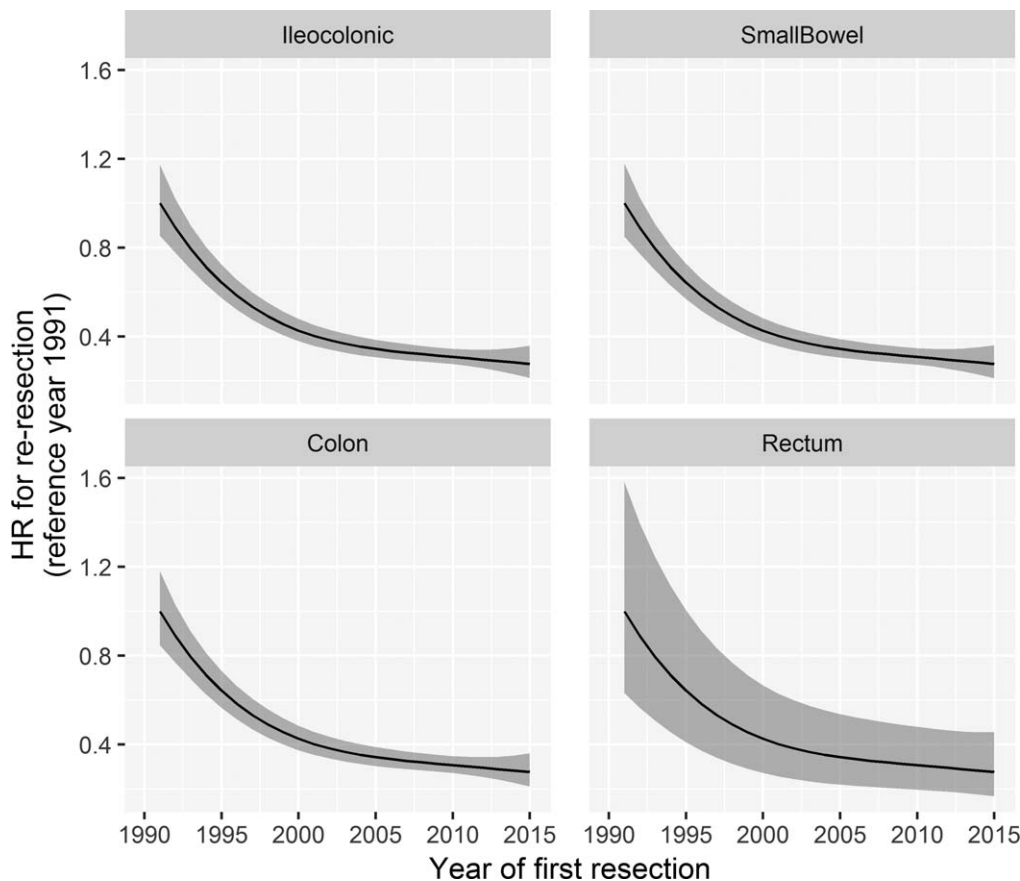 Ileocolonic
SmallBowel
1.6
1.2
0.8
0.4
Colon
Rectum
1.6
1.2
0.8
0.4
HR for re-resection
(reference year 1991)
1990 1995 2000 2005 2010 2015
1990 1995 2000 2005 2010 2015
Year of first resection